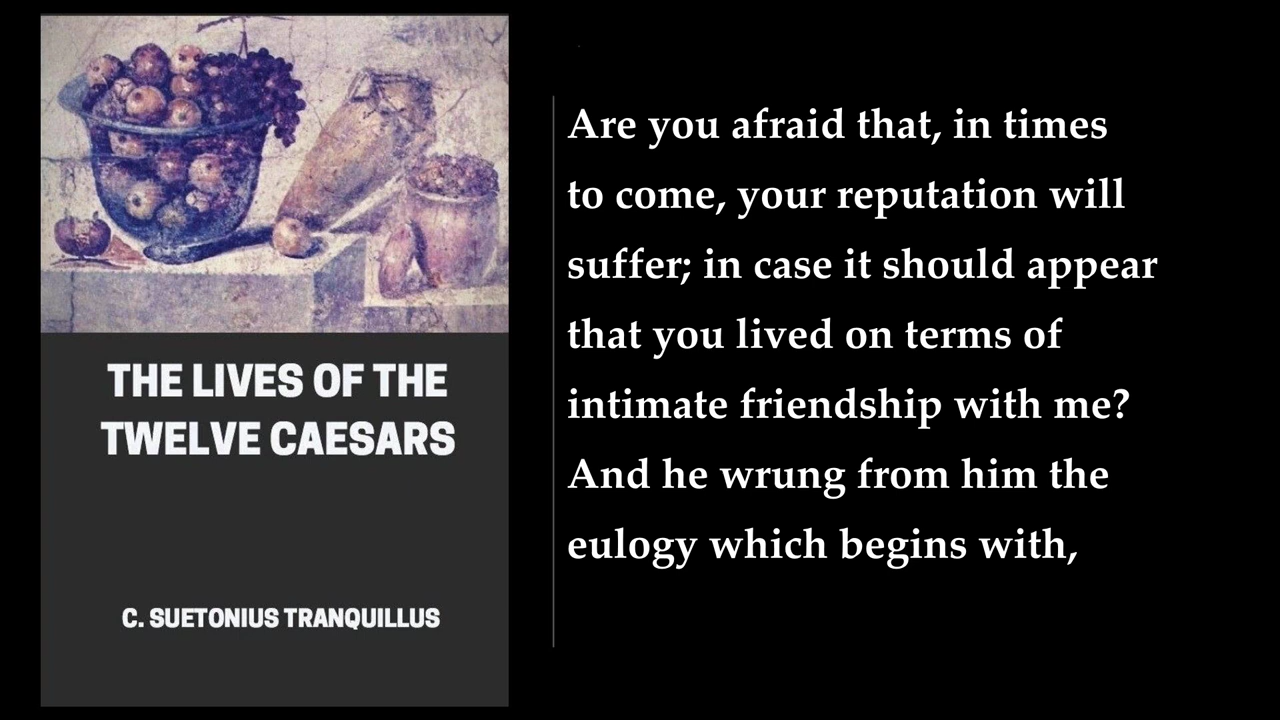 THE LIVES OF THE
TWELVE CAESARS
C. SUETONIUS TRANQUILLUS
Are you afraid that, in times
to come, your reputation will
suffer; in case it should appear
that you lived on terms of
intimate friendship with me?
And he wrung from him the
eulogy which begins with,